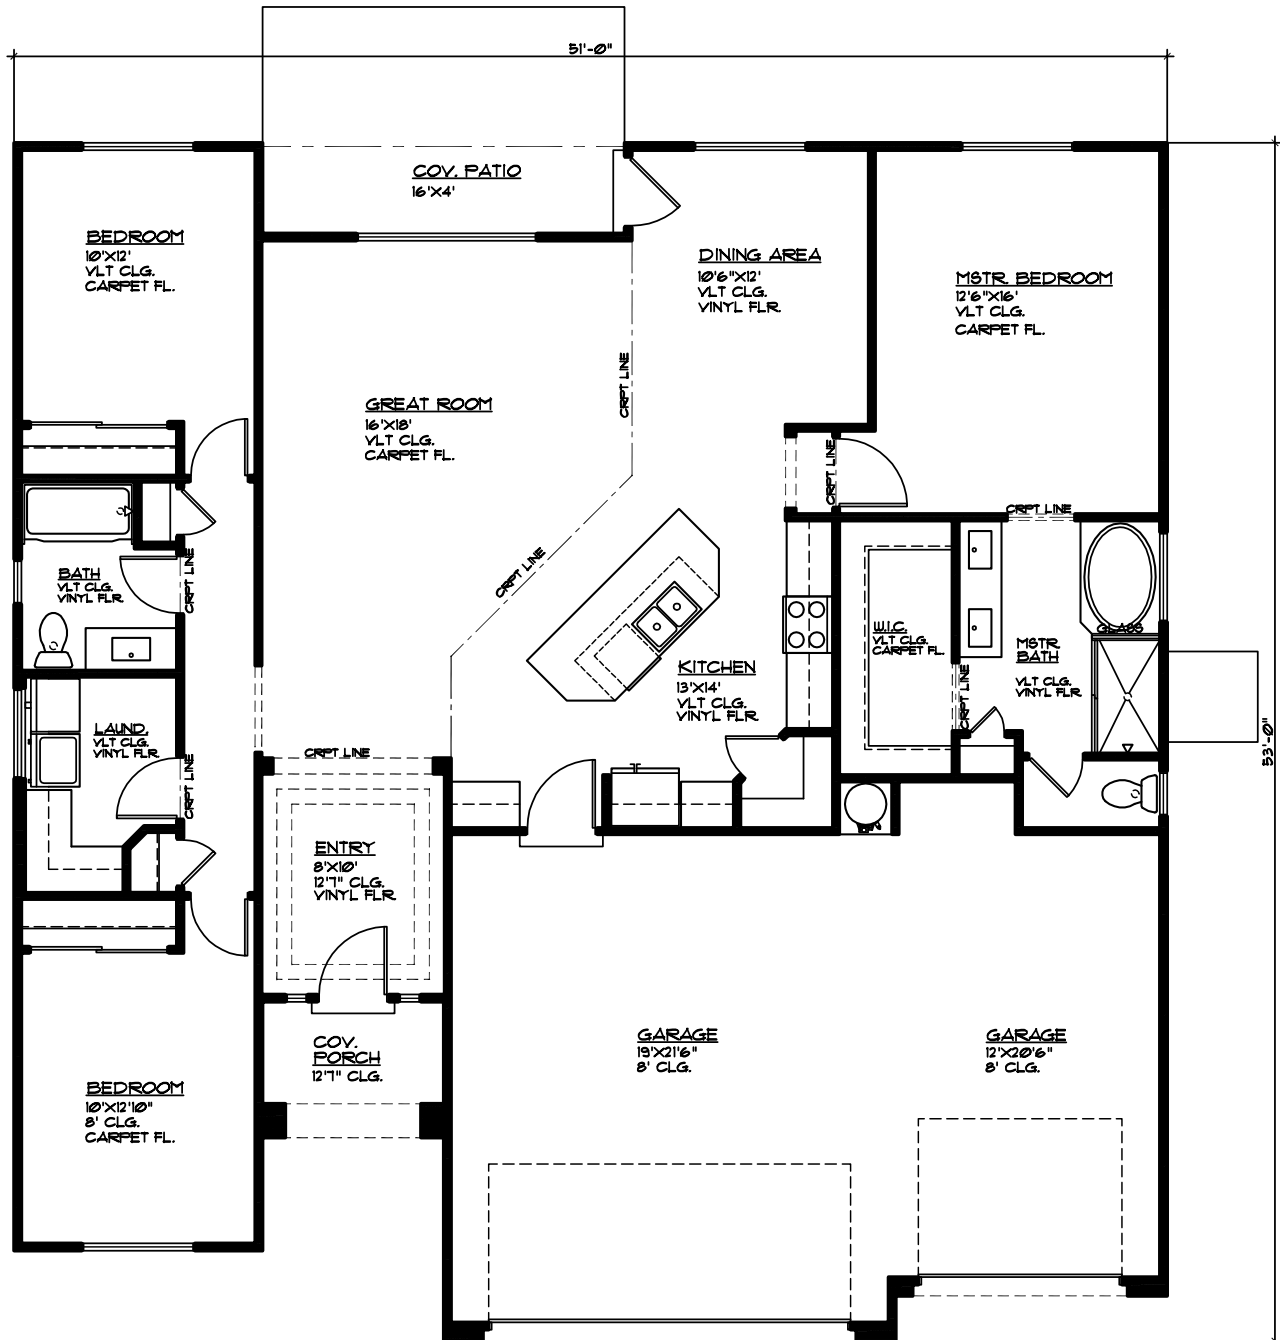 51'-0"
COV. PATIO
16'X4'
BEDROOM
10'X12'
VLT CLG.
CARPET FL.
DINING AREA
10'6"X12'
VLT CLG.
VINYL FLR.
MSTR. BEDROOM
12'6"X16'
VLT CLG.
CARPET FL.
CRPT LINE
GREAT ROOM
16'X18'
VLT CLG.
CARPET FL.
CRPT LINE
CRPT LINE
CRPT LINE
CRPT LINE
BATH
VLT CLG.
VINYL FLR.
W.I.C.
VLT CLG.
CARPET FL.
GLASS
MSTR.
BATH
VLT CLG.
VINYL FLR.
KITCHEN
13'X14'
VLT CLG.
VINYL FLR.
CRPT LINE
LAUND.
VLT CLG.
VINYL FLR.
CRPT LINE
CRPT LINE
53'-0"
ENTRY
8'X10'
12'7" CLG.
VINYL FLR.
COV.
PORCH
12'7" CLG.
GARAGE
19'X21'6"
8' CLG.
GARAGE
12'X20'6"
8' CLG.
BEDROOM
10'X12'10"
8' CLG.
CARPET FL.